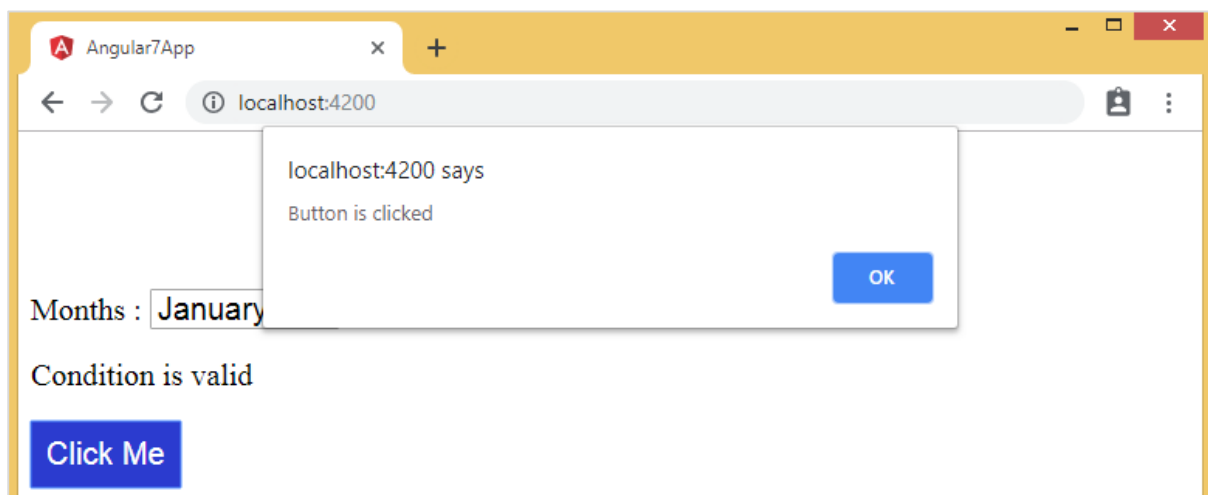 Angular7App
localhost:4200
localhost:4200 says
Button is clicked
OK
Months : January
Condition is valid
Click Me